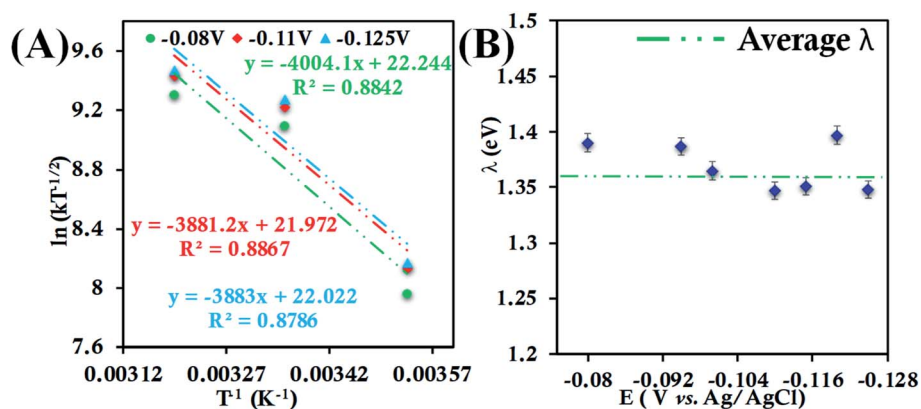 (A)
-0.08V -0.11V -0.125V
y = -4004.1x + 22.244
R² = 0.8842
y = -3881.2x + 21.972
R² = 0.8867
y = -3883x + 22.022
R² = 0.8786
ln (kT^-1/2)
9.6
9.2
8.8
8.4
8
7.6
0.00312 0.00327 0.00342 0.00357
T^-1 (K^-1)
(B)
Average λ
λ (eV)
1.5
1.45
1.4
1.35
1.3
1.25
1.2
-0.08 -0.092 -0.104 -0.116 -0.128
E ( V vs. Ag/AgCl)